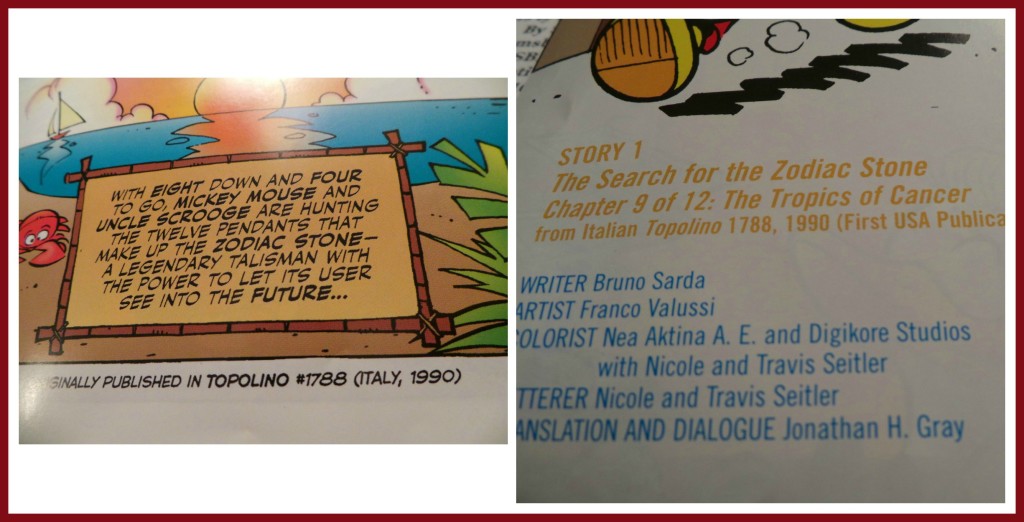 WITH EIGHT DOWN AND FOUR
TO GO, MICKEY MOUSE AND
UNCLE SCROOGE ARE HUNTING
THE TWELVE PENDANTS THAT
MAKE UP THE ZODIAC STONE—
A LEGENDARY TALISMAN WITH
THE POWER TO LET ITS USER
SEE INTO THE FUTURE...
GINALLY PUBLISHED IN TOPOLINO #1788 (ITALY, 1990)
By
STORY 1
The Search for the Zodiac Stone
Chapter 9 of 12: The Tropics of Cancer
from Italian Topolino 1788, 1990 (First USA Publica
WRITER Bruno Sarda
ARTIST Franco Valussi
OLORIST Nea Aktina A. E. and Digikore Studios
with Nicole and Travis Seitler
TTERER Nicole and Travis Seitler
ANSLATION AND DIALOGUE Jonathan H. Gray